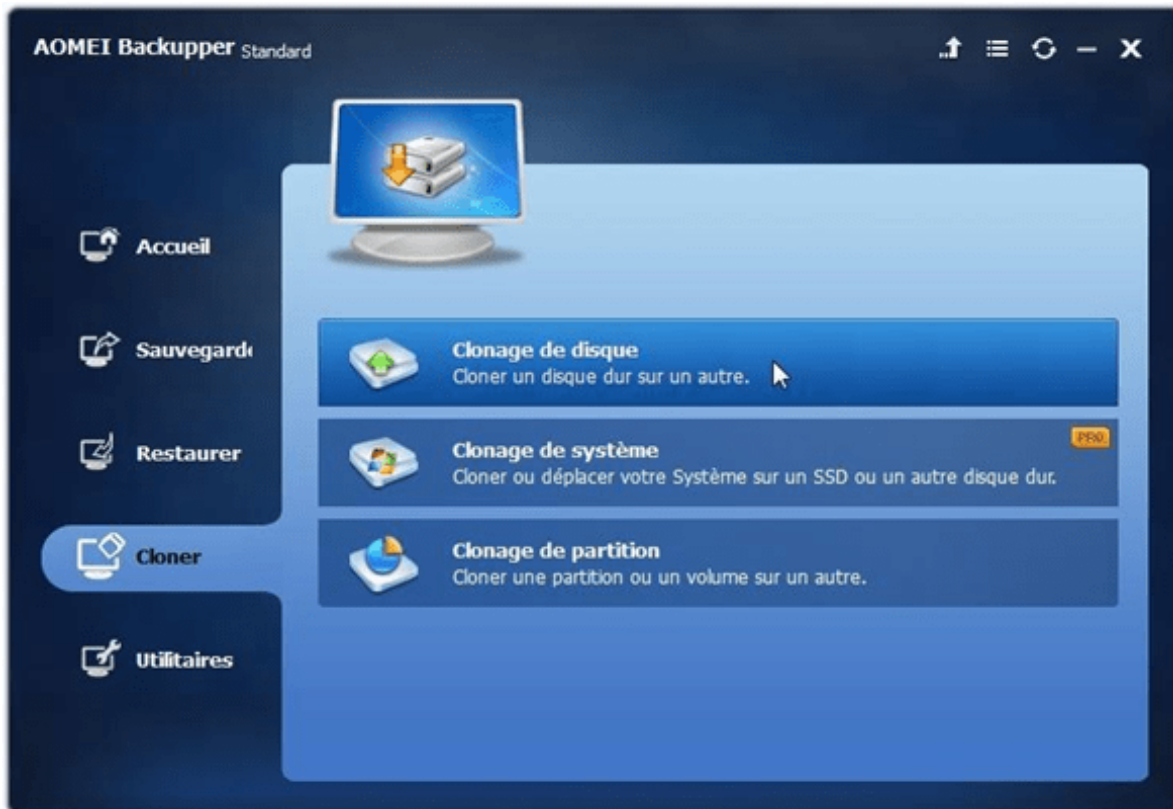 AOMEI Backupper Standard
Accueil
Sauvegard
Restaurer
Cloner
Utilitaires
Clonage de disque
Cloner un disque dur sur un autre.
Clonage de système
PRO
Cloner ou déplacer votre Système sur un SSD ou un autre disque dur.
Clonage de partition
Cloner une partition ou un volume sur un autre.